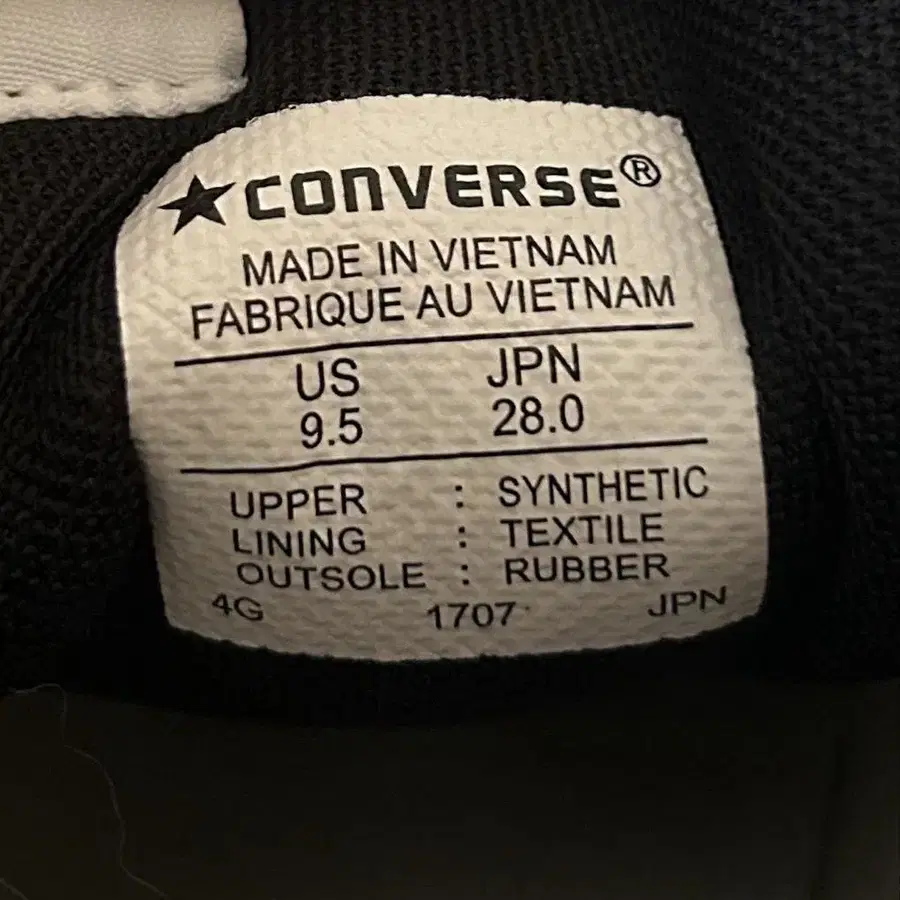 ★CONVERSE®
MADE IN VIETNAM
FABRIQUE AU VIETNAM
US JPN
9.5 28.0
UPPER : SYNTHETIC
LINING : TEXTILE
OUTSOLE : RUBBER
4G 1707 JPN